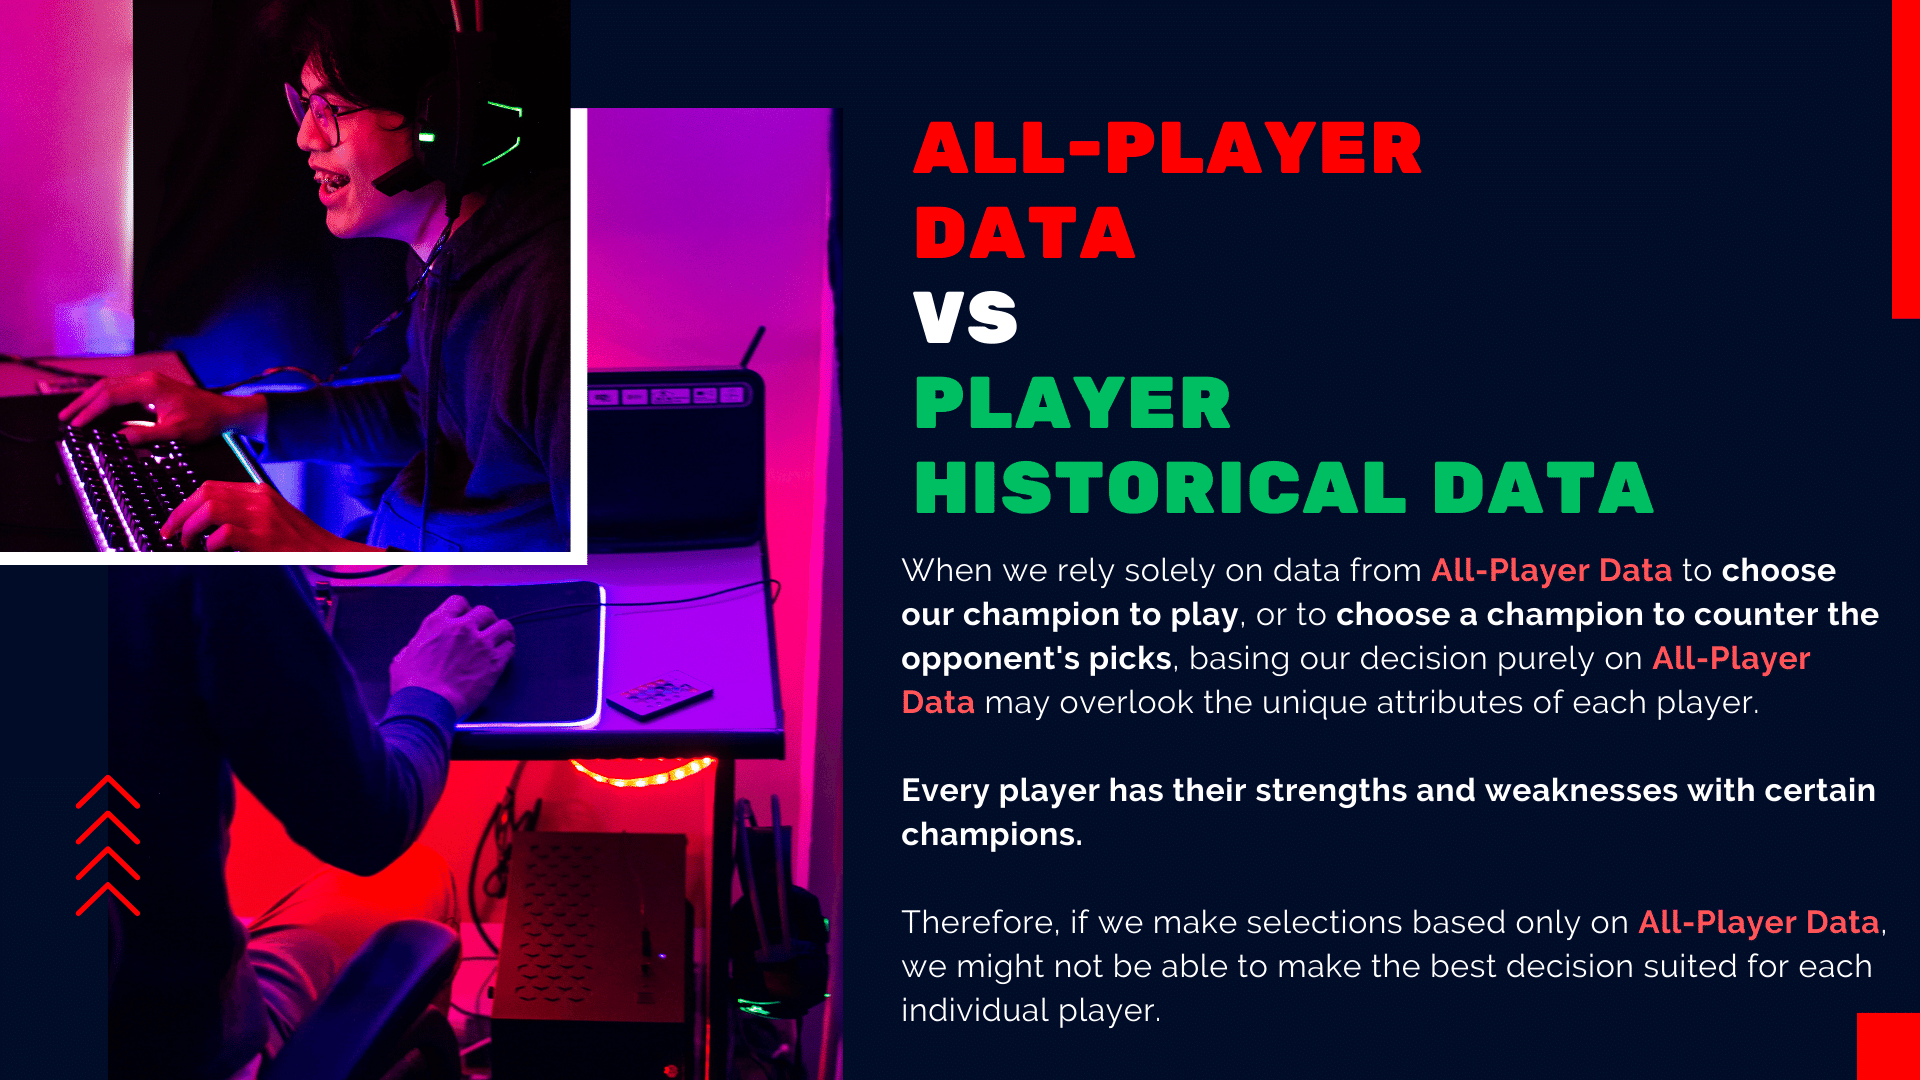 ALL-PLAYER
DATA
VS
PLAYER
HISTORICAL DATA
When we rely solely on data from All-Player Data to choose
our champion to play, or to choose a champion to counter the
opponent's picks, basing our decision purely on All-Player
Data may overlook the unique attributes of each player.
Every player has their strengths and weaknesses with certain
champions.
Therefore, if we make selections based only on All-Player Data,
we might not be able to make the best decision suited for each
individual player.